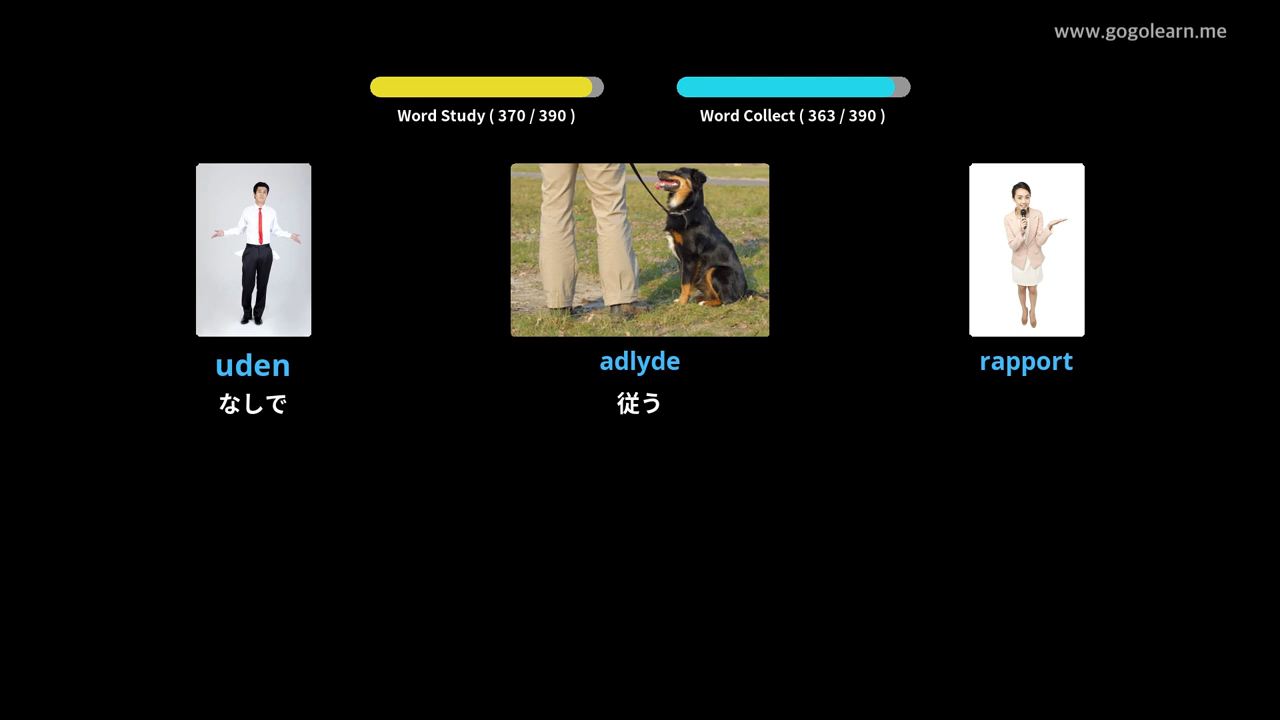 www.gogolearn.me
Word Study ( 370 / 390 )
Word Collect ( 363 / 390 )
uden
adlyde
rapport
なしで
従う